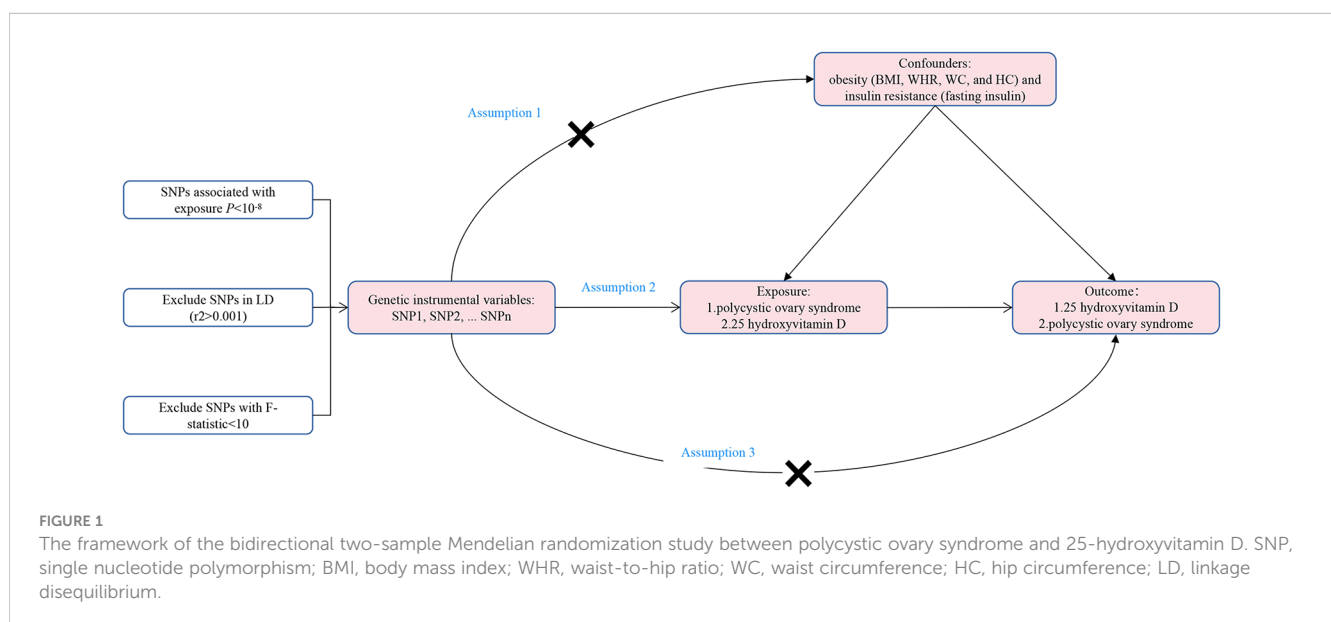 Confounders:
obesity (BMI, WHR, WC, and HC) and
insulin resistance (fasting insulin)
Assumption 1
SNPs associated with
exposure P<10⁻⁸
Exclude SNPs in LD
(r2>0.001)
Exclude SNPs with F-
statistic<10
Genetic instrumental variables:
SNP1, SNP2, ... SNPn
Assumption 2
Exposure:
1.polycystic ovary syndrome
2.25 hydroxyvitamin D
Outcome:
1.25 hydroxyvitamin D
2.polycystic ovary syndrome
Assumption 3
FIGURE 1
The framework of the bidirectional two-sample Mendelian randomization study between polycystic ovary syndrome and 25-hydroxyvitamin D. SNP,
single nucleotide polymorphism; BMI, body mass index; WHR, waist-to-hip ratio; WC, waist circumference; HC, hip circumference; LD, linkage
disequilibrium.